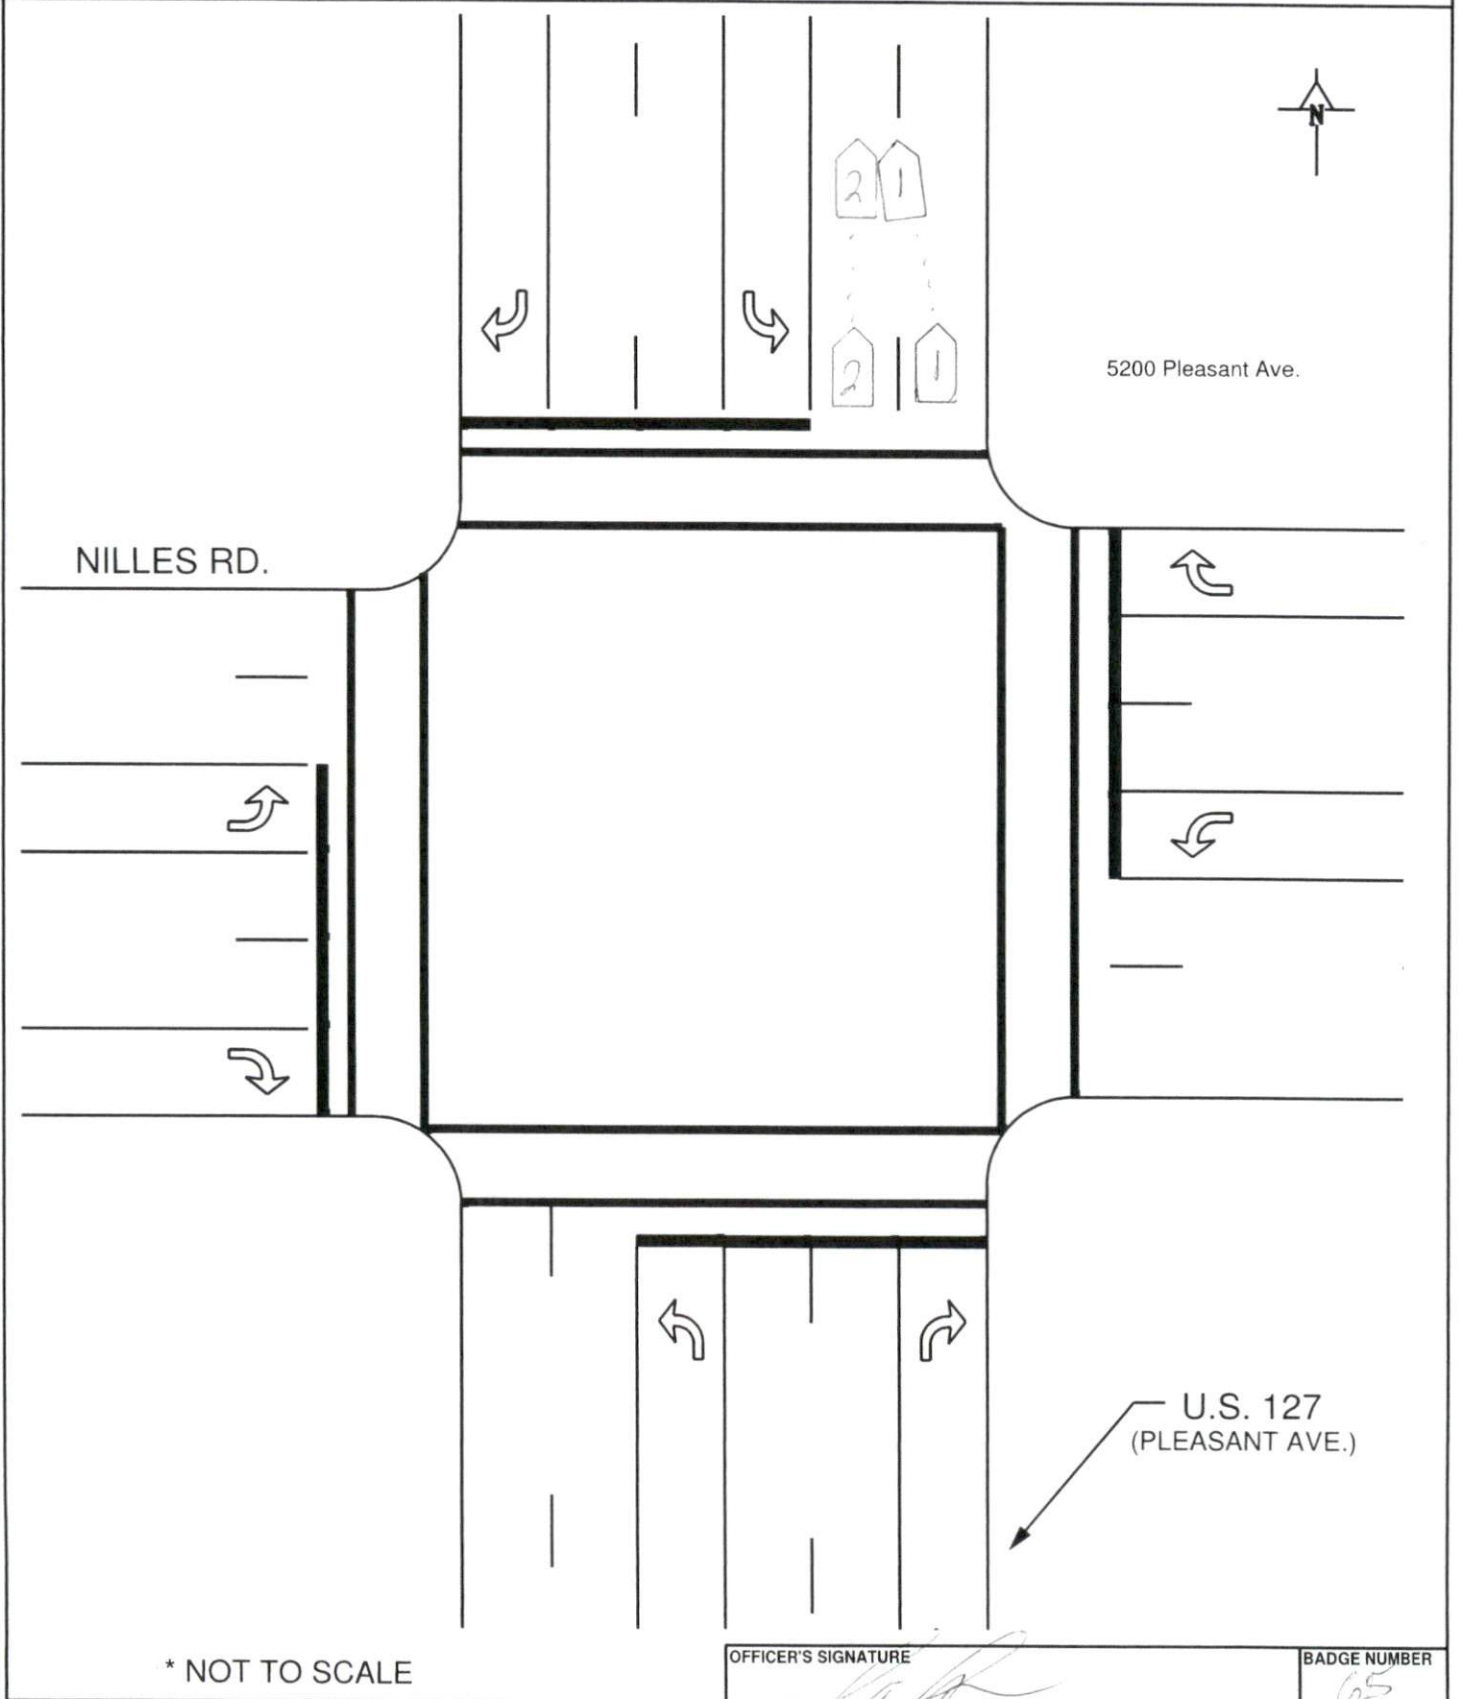 N
2 1
2 1
5200 Pleasant Ave.
NILLES RD.
U.S. 127
(PLEASANT AVE.)
* NOT TO SCALE
OFFICER'S SIGNATURE
BADGE NUMBER
65